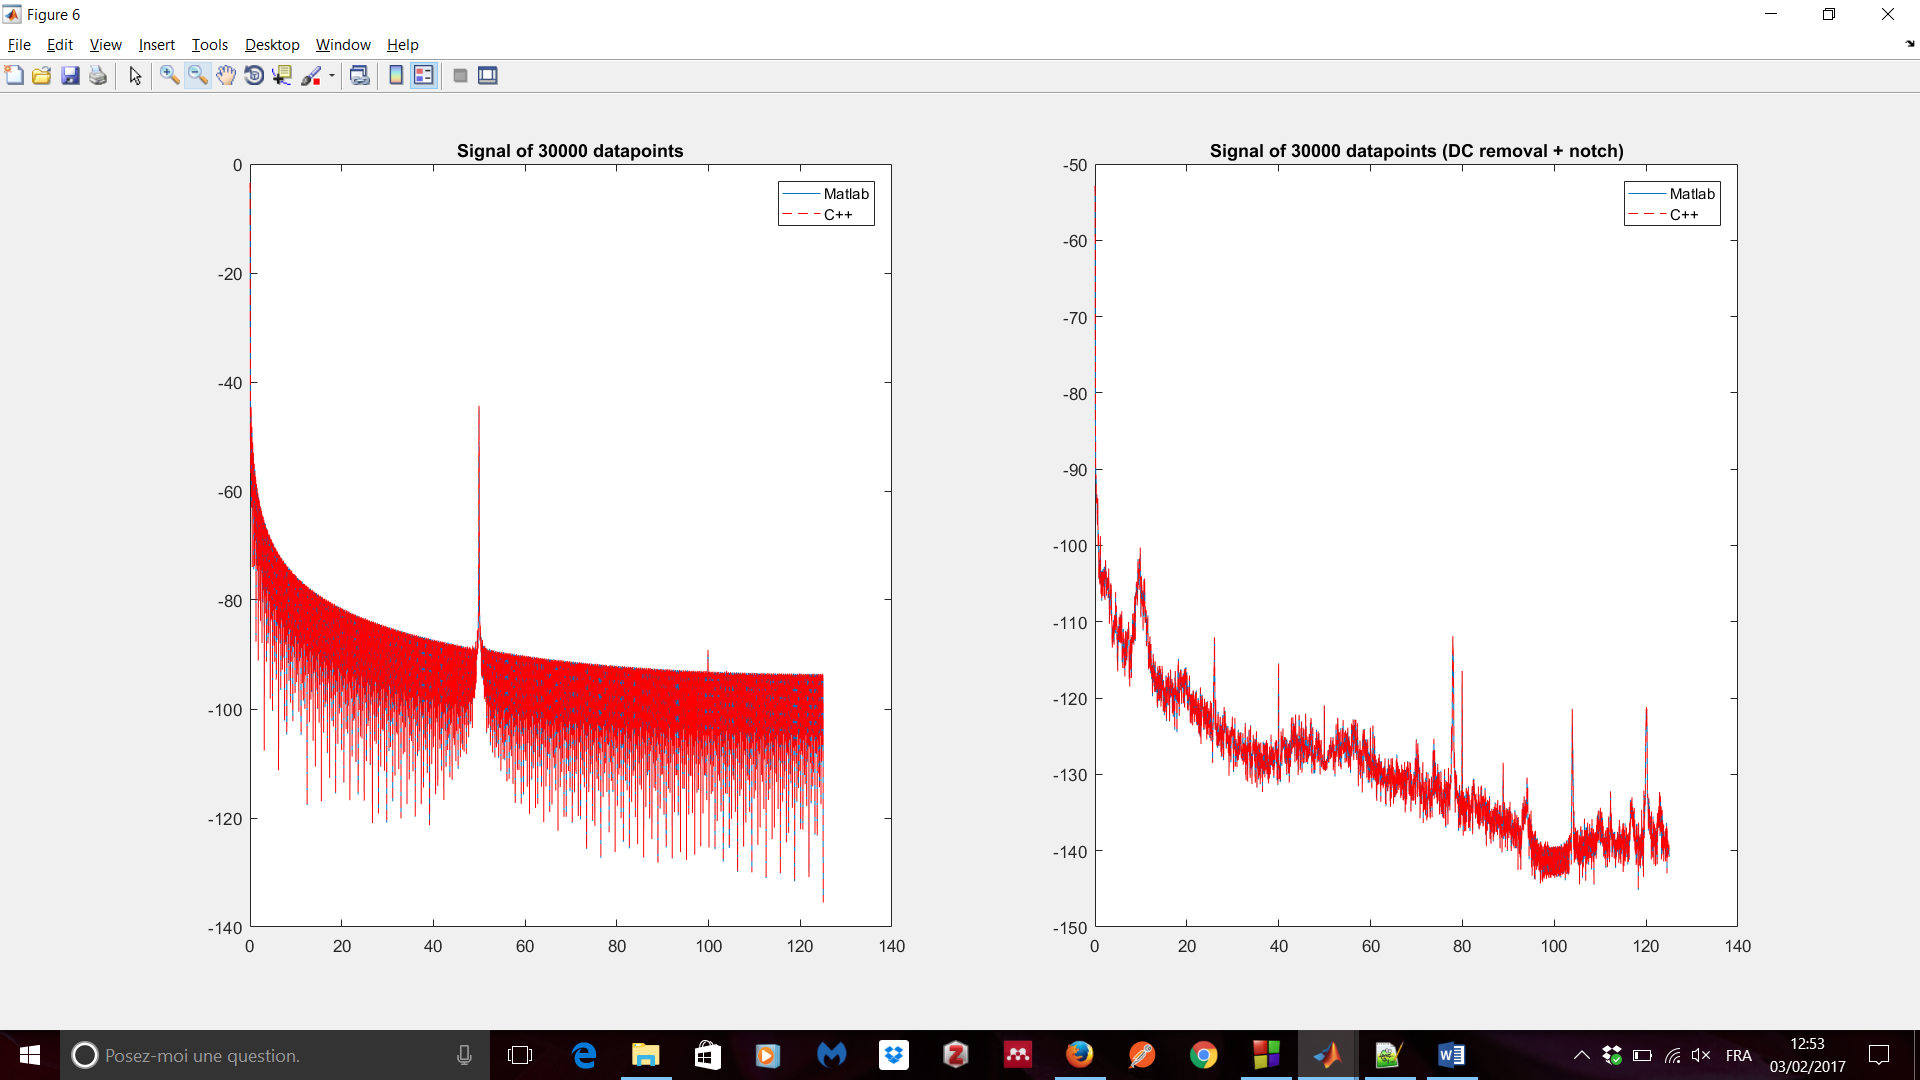 Figure 6
File Edit View Insert Tools Desktop Window Help
Signal of 30000 datapoints
0
-20
-40
-60
-80
-100
-120
-140
0 20 40 60 80 100 120 140
Matlab
C++
Signal of 30000 datapoints (DC removal + notch)
-50
-60
-70
-80
-90
-100
-110
-120
-130
-140
-150
0 20 40 60 80 100 120 140
Matlab
C++
Posez-moi une question.
FRA
12:53
03/02/2017